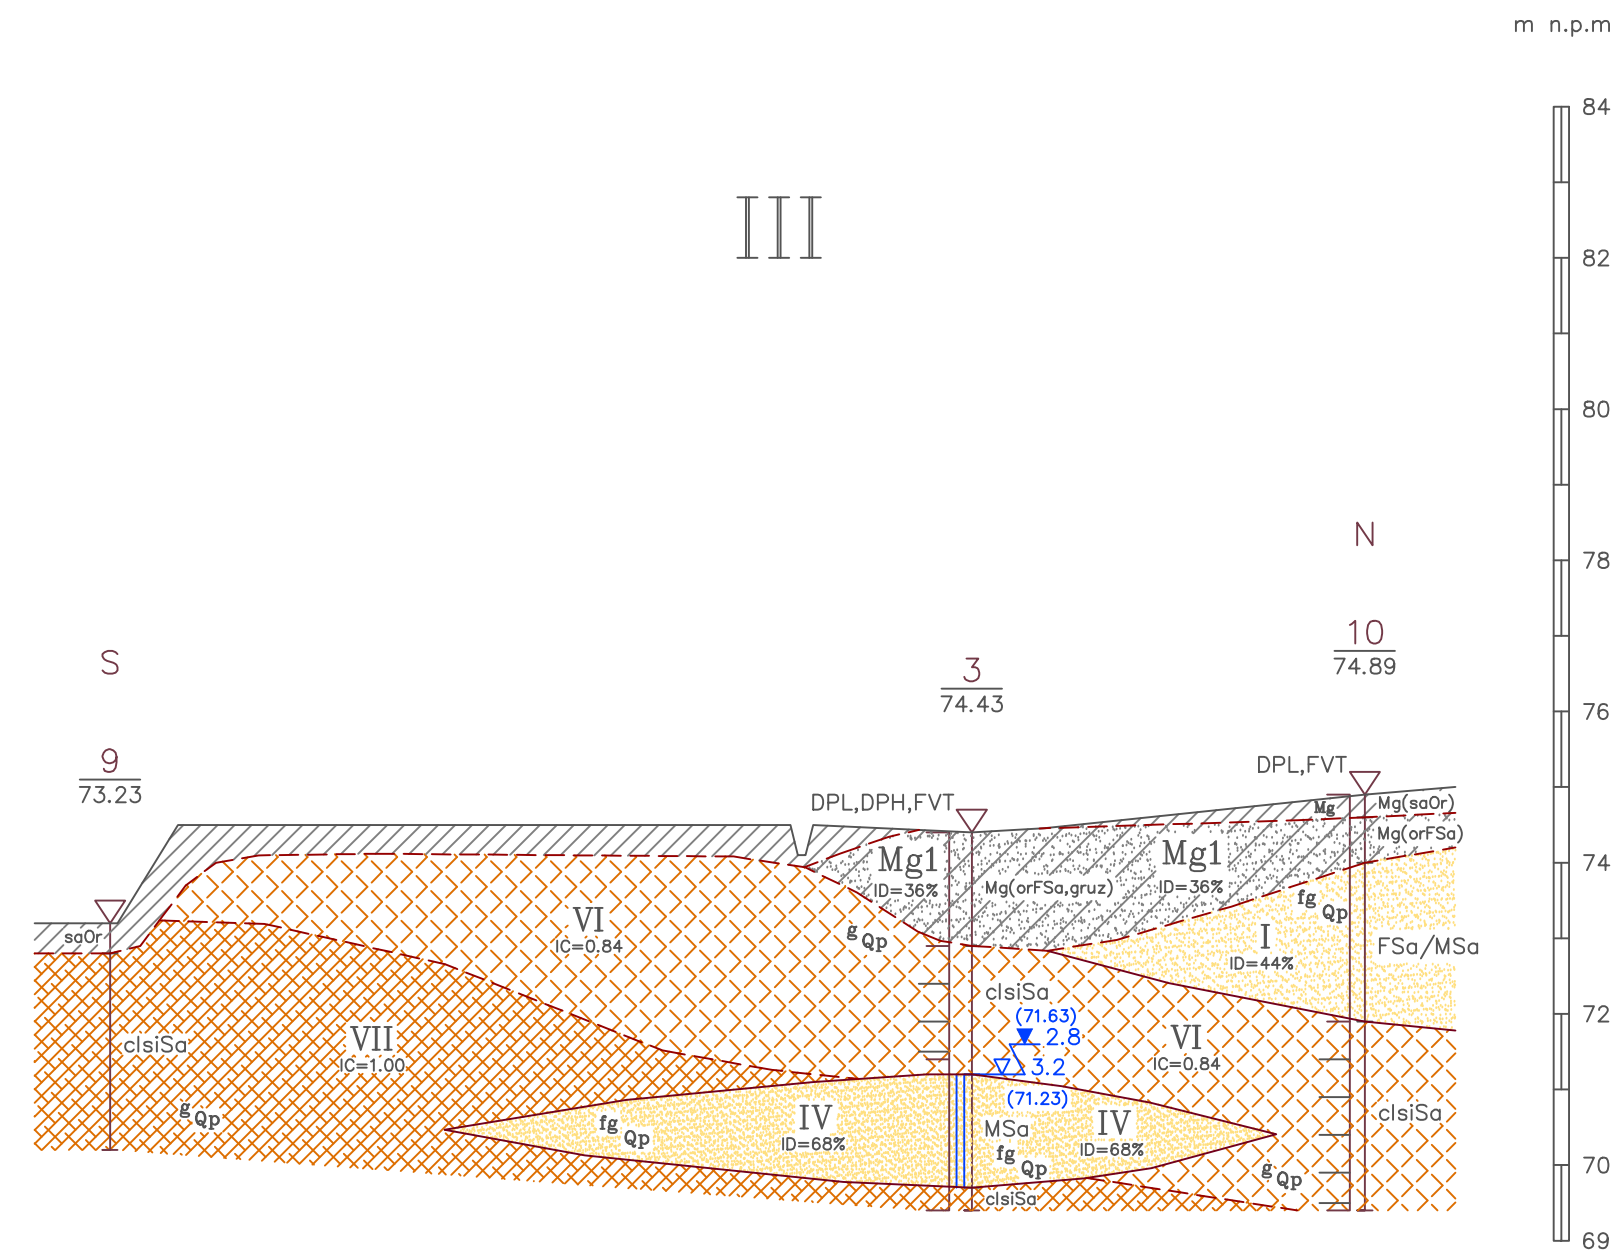 m n.p.m
84
III
82
80
78
N
10
74.89
S
3
74.43
76
9
73.23
DPL,FVT
DPL,DPH,FVT
Mg
Mg(saOr)
Mg(orFSa)
74
Mg1
ID=36%
Mg(orFSa,gruz)
Mg1
ID=36%
fg Qp
saOr
VI
IC=0.84
g Qp
I
ID=44%
FSa/MSa
clsiSa
72
(71.63)
2.8
3.2
(71.23)
VI
IC=0.84
clsiSa
VII
IC=1.00
g Qp
fg Qp
IV
ID=68%
MSa
fg Qp
IV
ID=68%
clsiSa
70
g Qp
clsiSa
69